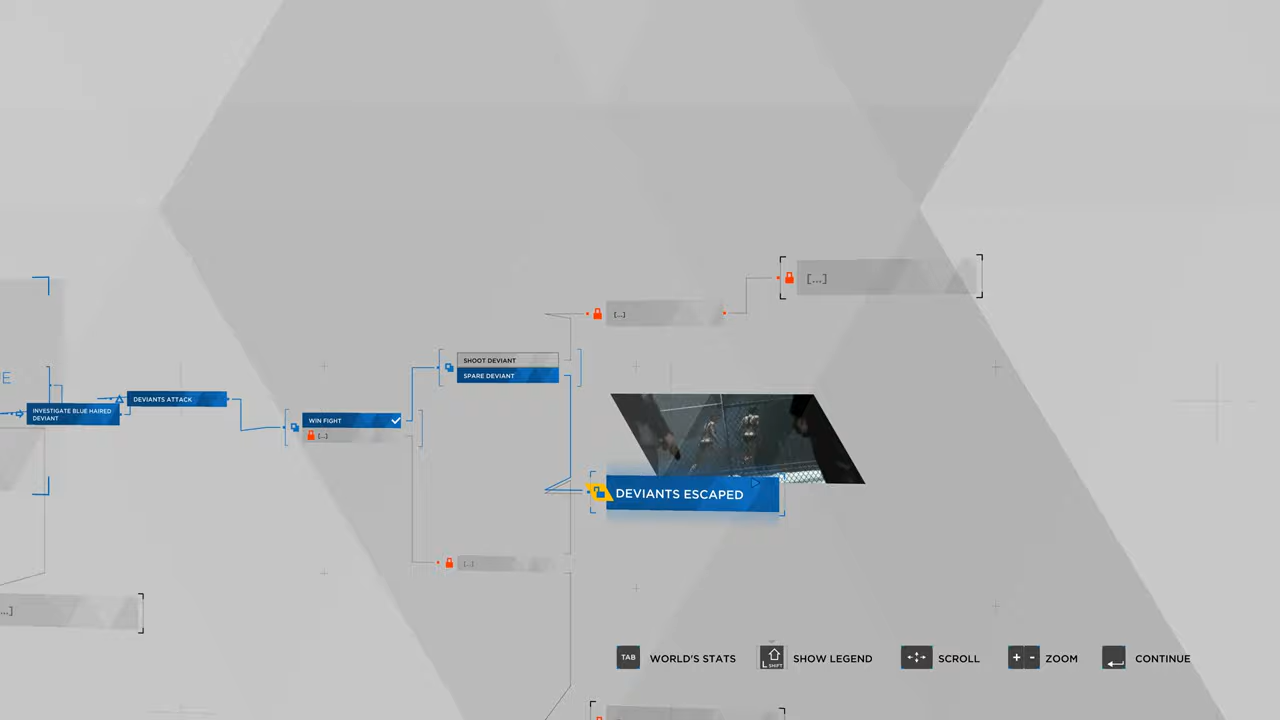 [...]
[...]
SHOOT DEVIANT
SPARE DEVIANT
E
DEVIANTS ATTACK
INVESTIGATE BLUE HAIRED
DEVIANT
WIN FIGHT
[...]
DEVIANTS ESCAPED
[...]
...]
TAB WORLD'S STATS
L SHIFT SHOW LEGEND
SCROLL
+ - ZOOM
CONTINUE